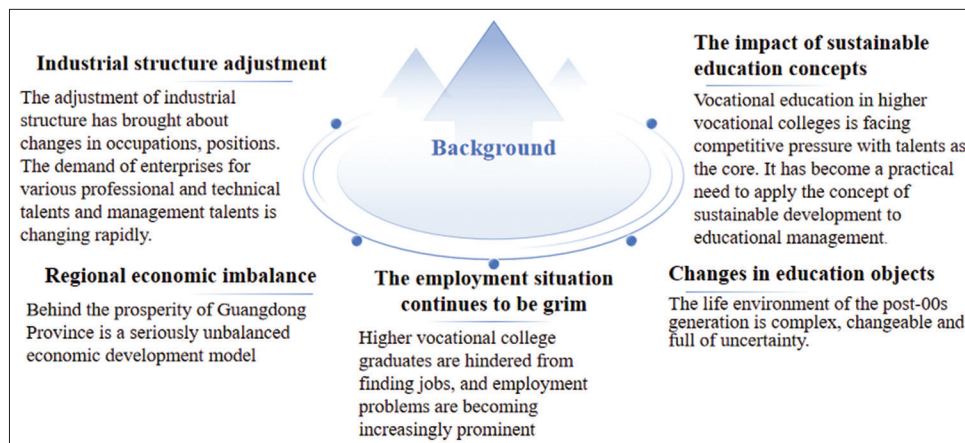 Industrial structure adjustment
The adjustment of industrial
structure has brought about
changes in occupations, positions.
The demand of enterprises for
various professional and technical
talents and management talents is
changing rapidly.
Background
The impact of sustainable
education concepts
Vocational education in higher
vocational colleges is facing
competitive pressure with talents as
the core. It has become a practical
need to apply the concept of
sustainable development to
educational management.
Regional economic imbalance
Behind the prosperity of Guangdong
Province is a seriously unbalanced
economic development model
The employment situation
continues to be grim
Higher vocational college
graduates are hindered from
finding jobs, and employment
problems are becoming
increasingly prominent
Changes in education objects
The life environment of the post-00s
generation is complex, changeable and
full of uncertainty.